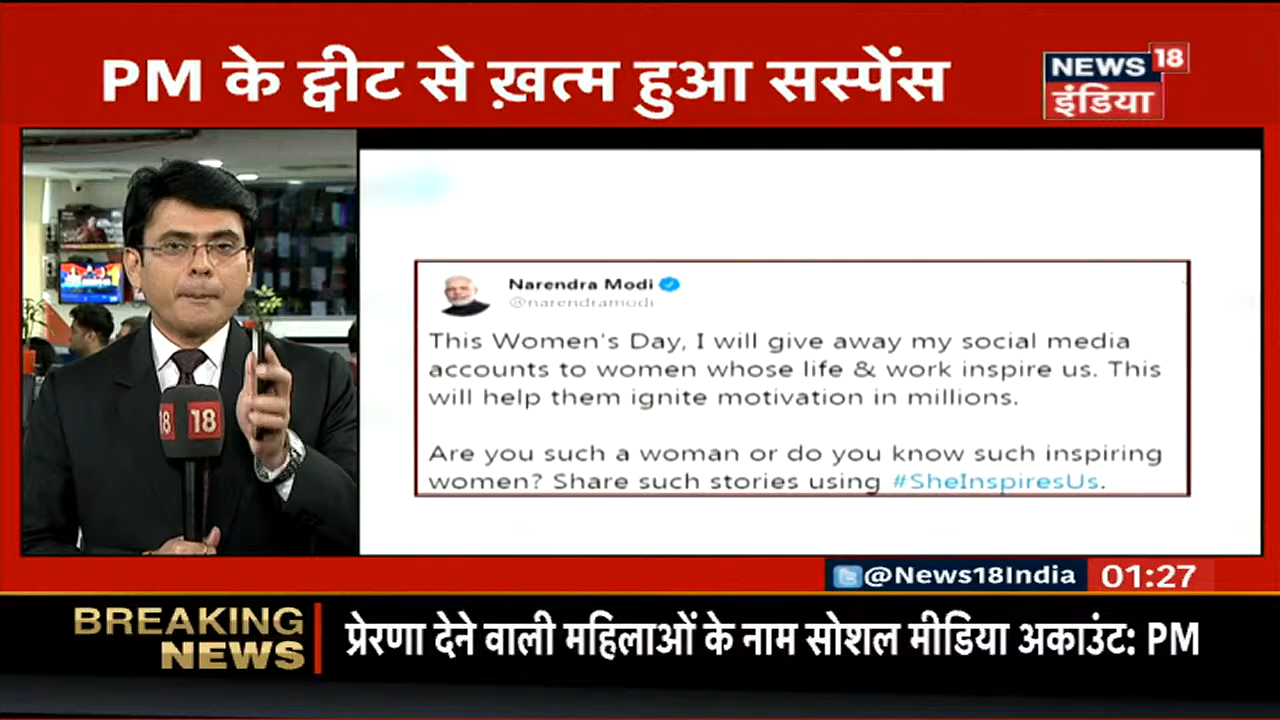 PM के ट्वीट से ख़त्म हुआ सस्पेंस
NEWS 18
इंडिया
Narendra Modi
@narendramodi
This Women's Day, I will give away my social media
accounts to women whose life & work inspire us. This
will help them ignite motivation in millions.
Are you such a woman or do you know such inspiring
women? Share such stories using #SheInspiresUs.
18 18
@News18India 01:27
BREAKING
NEWS
प्रेरणा देने वाली महिलाओं के नाम सोशल मीडिया अकाउंट: PM